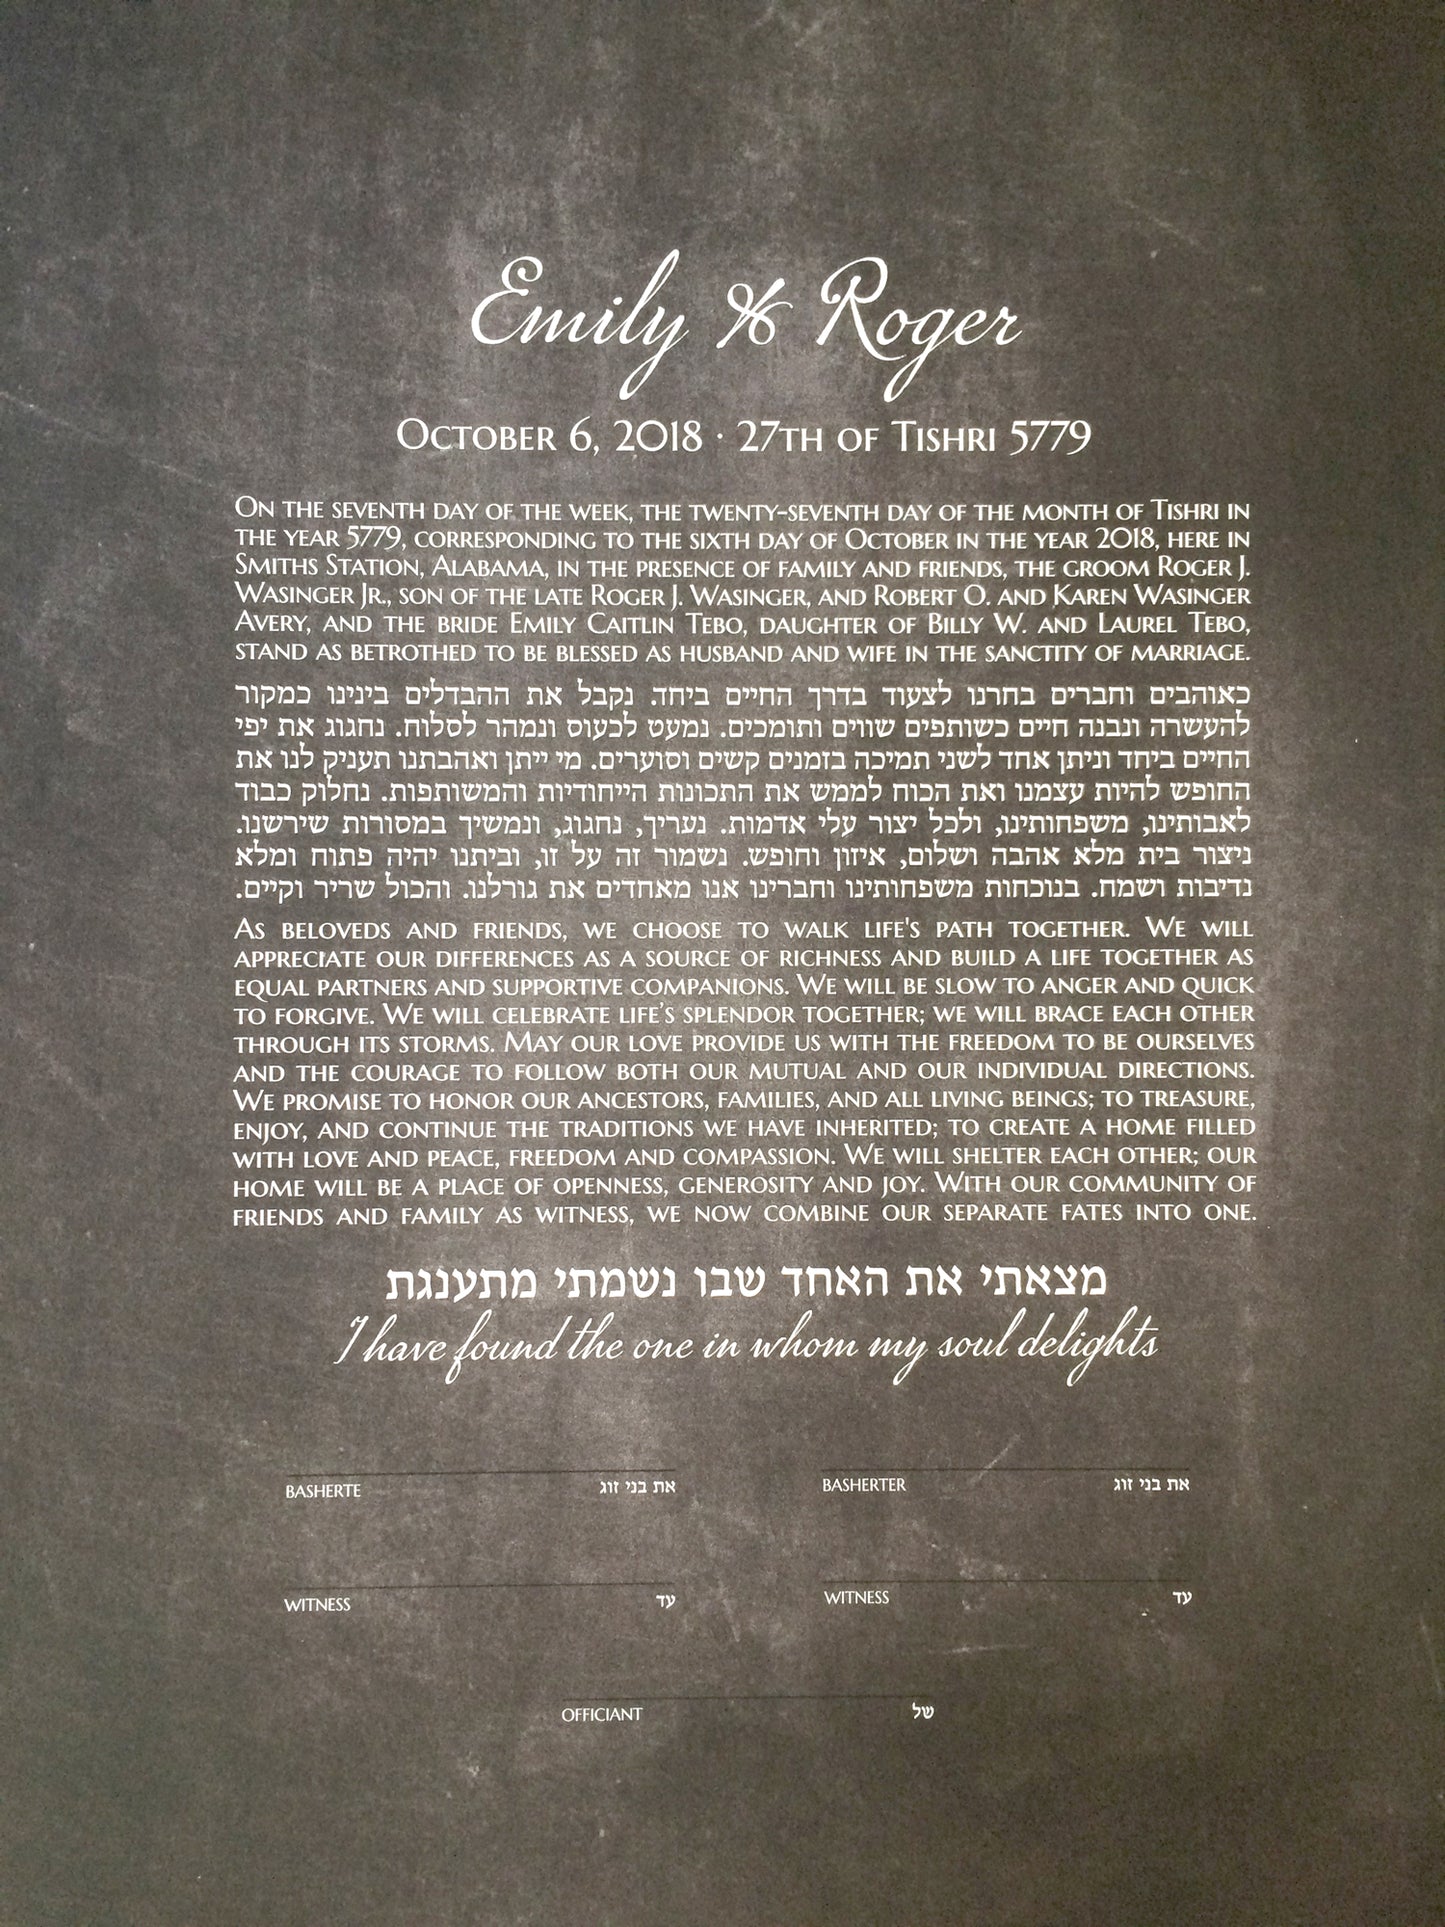 Emily & Roger
October 6, 2018 · 27th of Tishri 5779
On the seventh day of the week, the twenty-seventh day of the month of Tishri in
the year 5779, corresponding to the sixth day of October in the year 2018, here in
Smiths Station, Alabama, in the presence of family and friends, the groom Roger J.
Wasinger Jr., son of the late Roger J. Wasinger, and Robert O. and Karen Wasinger
Avery, and the bride Emily Caitlin Tebo, daughter of Billy W. and Laurel Tebo,
stand as betrothed to be blessed as husband and wife in the sanctity of marriage.
כאוהבים וחברים בחרנו לצעוד בדרך החיים ביחד. נקבל את ההבדלים בינינו כמקור
להעשרה ונבנה חיים כשותפים שווים ותומכים. נמעט לכעוס ונמהר לסלוח. נחגוג את יפי
החיים ביחד וניתן אחד לשני תמיכה בזמנים קשים וסוערים. מי ייתן ואהבתנו תעניק לנו את
החופש להיות עצמנו ואת הכוח לממש את התכונות הייחודיות והמשותפות. נחלוק כבוד
לאבותינו, משפחותינו, ולכל יצור עלי אדמות. נעריך, נחגוג, ונמשיך במסורות שירשנו.
ניצור בית מלא אהבה ושלום, איזון וחופש. נשמור זה על זו, וביתנו יהיה פתוח ומלא
נדיבות ושמח. בנוכחות משפחותינו וחברינו אנו מאחדים את גורלנו. והכול שריר וקיים.
As beloveds and friends, we choose to walk life's path together. We will
appreciate our differences as a source of richness and build a life together as
equal partners and supportive companions. We will be slow to anger and quick
to forgive. We will celebrate life's splendor together; we will brace each other
through its storms. May our love provide us with the freedom to be ourselves
and the courage to follow both our mutual and our individual directions.
We promise to honor our ancestors, families, and all living beings; to treasure,
enjoy, and continue the traditions we have inherited; to create a home filled
with love and peace, freedom and compassion. We will shelter each other; our
home will be a place of openness, generosity and joy. With our community of
friends and family as witness, we now combine our separate fates into one.
מצאתי את האחד שבו נשמתי מתענגת
I have found the one in whom my soul delights
basherte את בני זוג
basherter את בני זוג
witness עד
witness עד
officiant של